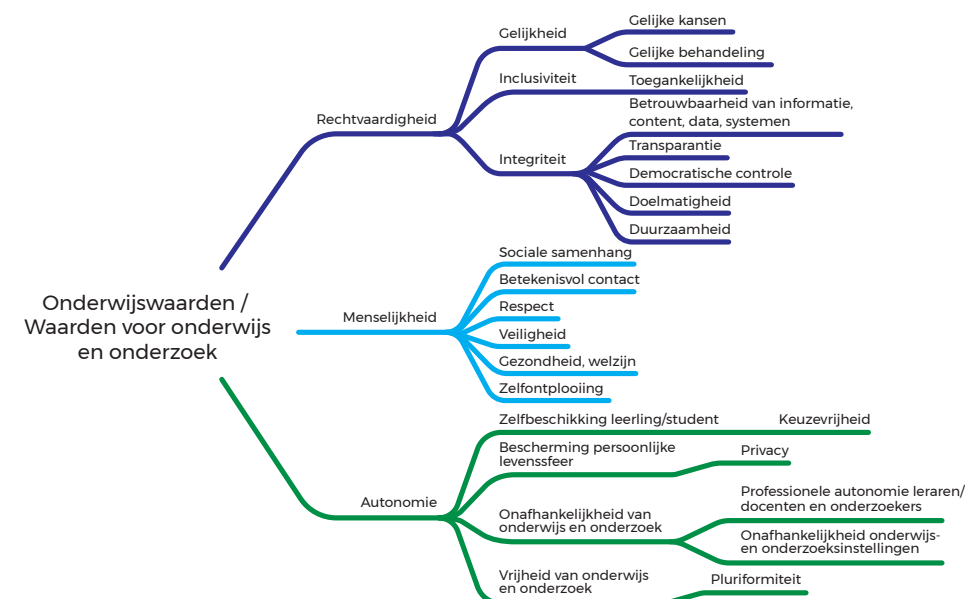 Onderwijswaarden /
Waarden voor onderwijs
en onderzoek
Rechtvaardigheid
Gelijkheid
Gelijke kansen
Gelijke behandeling
Inclusiviteit
Toegankelijkheid
Integriteit
Betrouwbaarheid van informatie,
content, data, systemen
Transparantie
Democratische controle
Doelmatigheid
Duurzaamheid
Menselijkheid
Sociale samenhang
Betekenisvol contact
Respect
Veiligheid
Gezondheid, welzijn
Zelfontplooiing
Autonomie
Zelfbeschikking leerling/student
Keuzevrijheid
Bescherming persoonlijke
levenssfeer
Privacy
Onafhankelijkheid van
onderwijs en onderzoek
Professionele autonomie leraren/
docenten en onderzoekers
Onafhankelijkheid onderwijs-
en onderzoeksinstellingen
Vrijheid van onderwijs
en onderzoek
Pluriformiteit